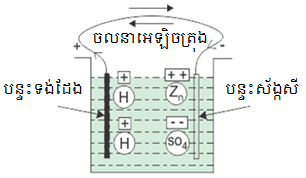 ចលនាអេឡិចត្រុង
+ -
បន្ទះទង់ដែង
បន្ទះស័ង្កសី
+ ++
H Zn
+ --
H SO4